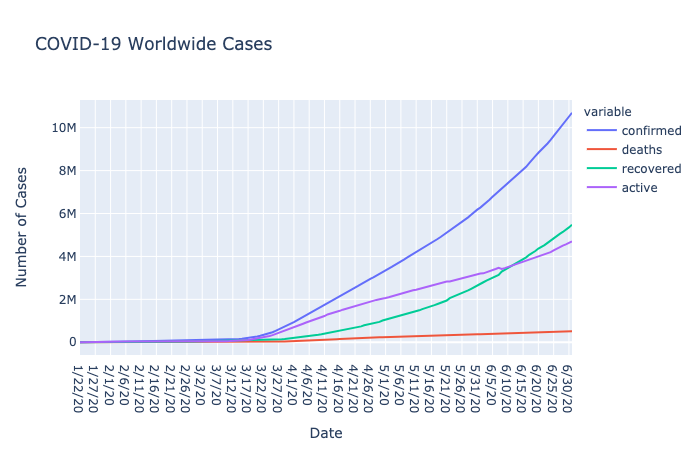 COVID-19 Worldwide Cases
variable
confirmed
deaths
recovered
active
Number of Cases
10M
8M
6M
4M
2M
0
1/22/20
1/27/20
2/1/20
2/6/20
2/11/20
2/16/20
2/21/20
2/26/20
3/2/20
3/7/20
3/12/20
3/17/20
3/22/20
3/27/20
4/1/20
4/6/20
4/11/20
4/16/20
4/21/20
4/26/20
5/1/20
5/6/20
5/11/20
5/16/20
5/21/20
5/26/20
5/31/20
6/5/20
6/10/20
6/15/20
6/20/20
6/25/20
6/30/20
Date